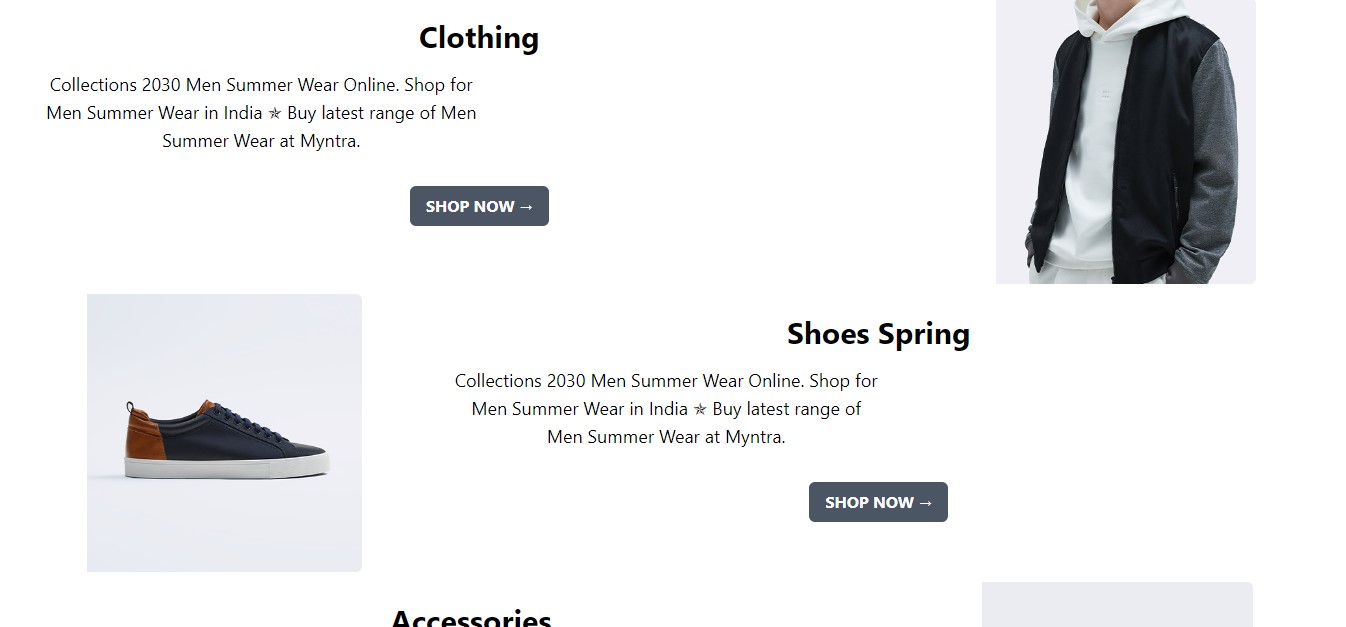 Clothing
Collections 2030 Men Summer Wear Online. Shop for
Men Summer Wear in India ✯ Buy latest range of Men
Summer Wear at Myntra.
SHOP NOW →
Shoes Spring
Collections 2030 Men Summer Wear Online. Shop for
Men Summer Wear in India ✯ Buy latest range of
Men Summer Wear at Myntra.
SHOP NOW →
Accessories